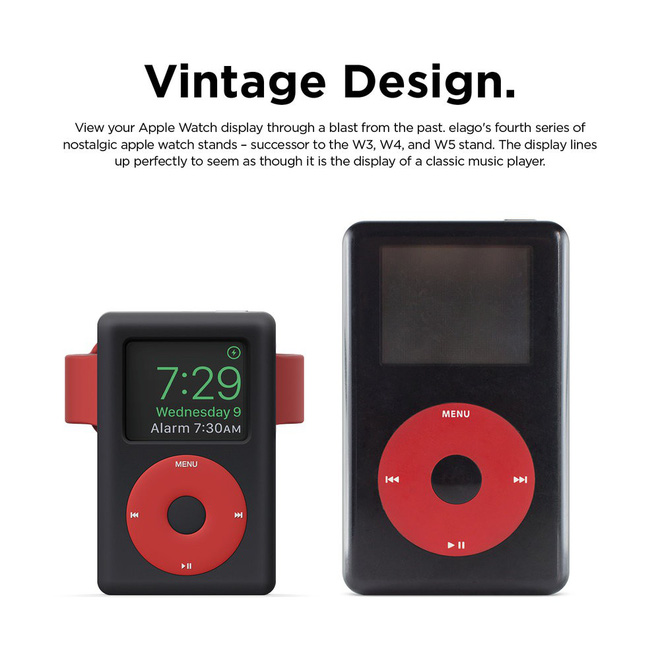 Vintage Design.
View your Apple Watch display through a blast from the past. elago's fourth series of
nostalgic apple watch stands – successor to the W3, W4, and W5 stand. The display lines
up perfectly to seem as though it is the display of a classic music player.
7:29
Wednesday 9
Alarm 7:30AM
MENU
MENU